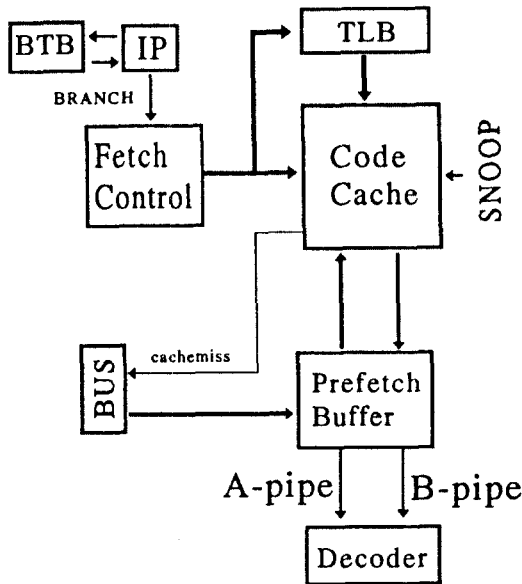 BTB
IP
TLB
BRANCH
Fetch
Control
Code
Cache
SNOOP
cachemiss
BUS
Prefetch
Buffer
A-pipe
B-pipe
Decoder